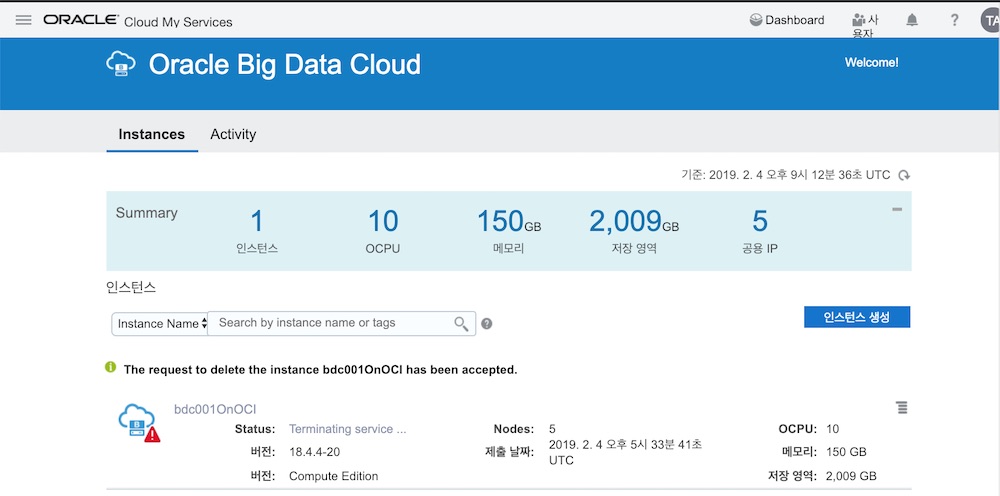 ORACLE Cloud My Services
Dashboard
사
용자
?
TA
Oracle Big Data Cloud
Welcome!
Instances Activity
기준: 2019. 2. 4 오후 9시 12분 36초 UTC
Summary
1
인스턴스
10
OCPU
150GB
메모리
2,009GB
저장 영역
5
공용 IP
인스턴스
Instance Name
Search by instance name or tags
?
인스턴스 생성
The request to delete the instance bdc001OnOCI has been accepted.
bdc001OnOCI
Status: Terminating service ...
버전: 18.4.4-20
버전: Compute Edition
Nodes: 5
제출 날짜: 2019. 2. 4 오후 5시 33분 41초
UTC
OCPU: 10
메모리: 150 GB
저장 영역: 2,009 GB